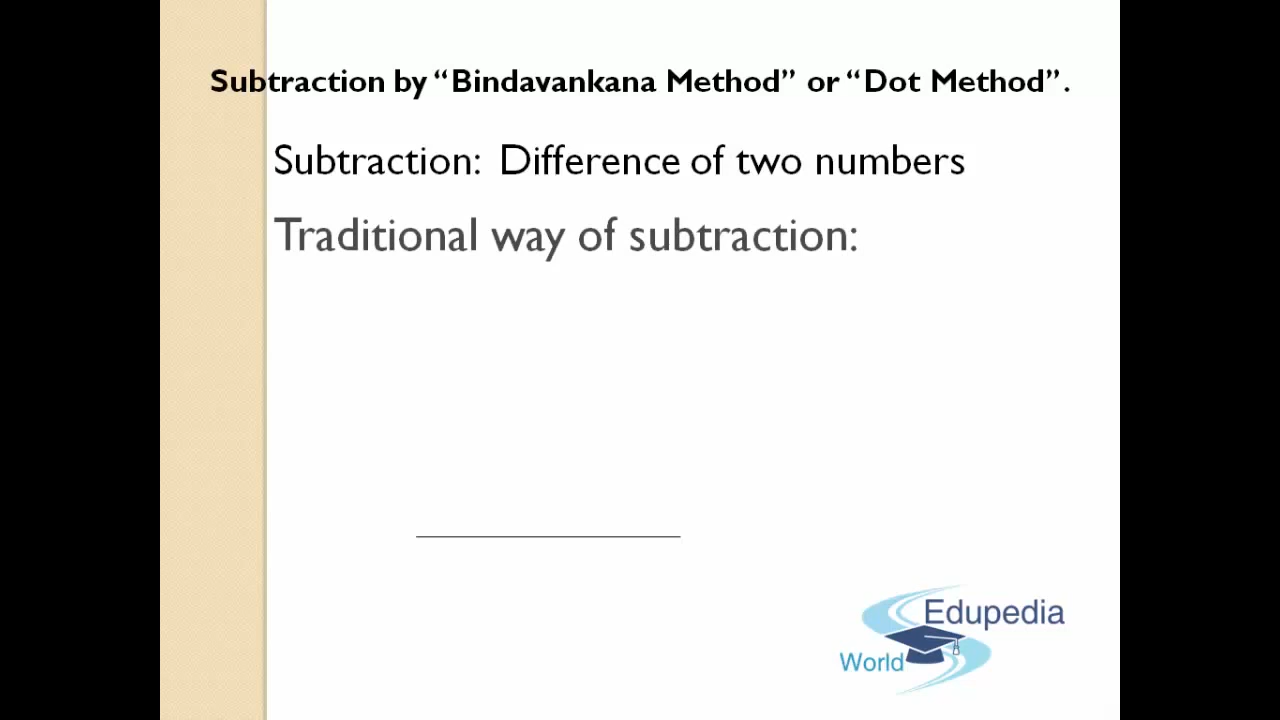 Subtraction by “Bindavankana Method” or “Dot Method”.
Subtraction: Difference of two numbers
Traditional way of subtraction:
Edupedia
World